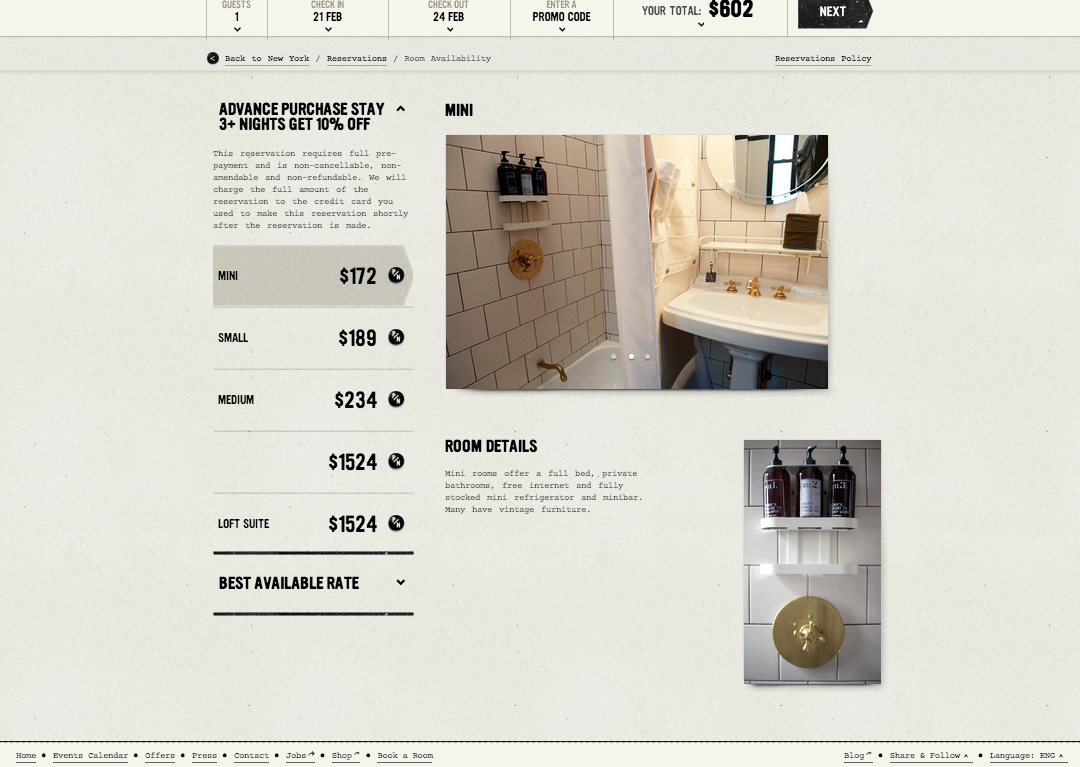 GUESTS
1
CHECK IN
21 FEB
CHECK OUT
24 FEB
ENTER A
PROMO CODE
YOUR TOTAL: $602
NEXT
Back to New York / Reservations / Room Availability
Reservations Policy
ADVANCE PURCHASE STAY
3+ NIGHTS GET 10% OFF
This reservation requires full pre-
payment and is non-cancellable, non-
amendable and non-refundable. We will
charge the full amount of the
reservation to the credit card you
used to make this reservation shortly
after the reservation is made.
MINI $172
SMALL $189
MEDIUM $234
$1524
LOFT SUITE $1524
BEST AVAILABLE RATE
MINI
ROOM DETAILS
Mini rooms offer a full bed, private
bathrooms, free internet and fully
stocked mini refrigerator and minibar.
Many have vintage furniture.
Home • Events Calendar • Offers • Press • Contact • Jobs • Shop • Book a Room
Blog • Share & Follow • Language: ENG